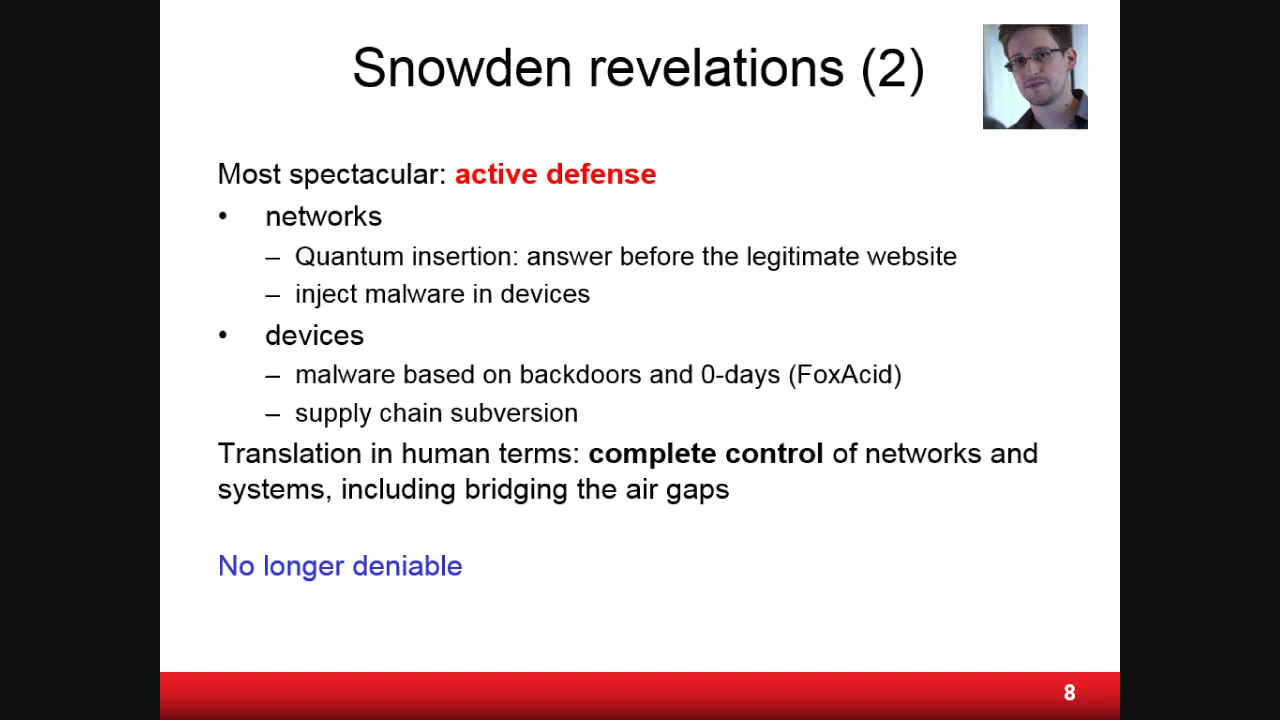 Snowden revelations (2)
Most spectacular: active defense
• networks
– Quantum insertion: answer before the legitimate website
– inject malware in devices
• devices
– malware based on backdoors and 0-days (FoxAcid)
– supply chain subversion
Translation in human terms: complete control of networks and
systems, including bridging the air gaps
No longer deniable
8